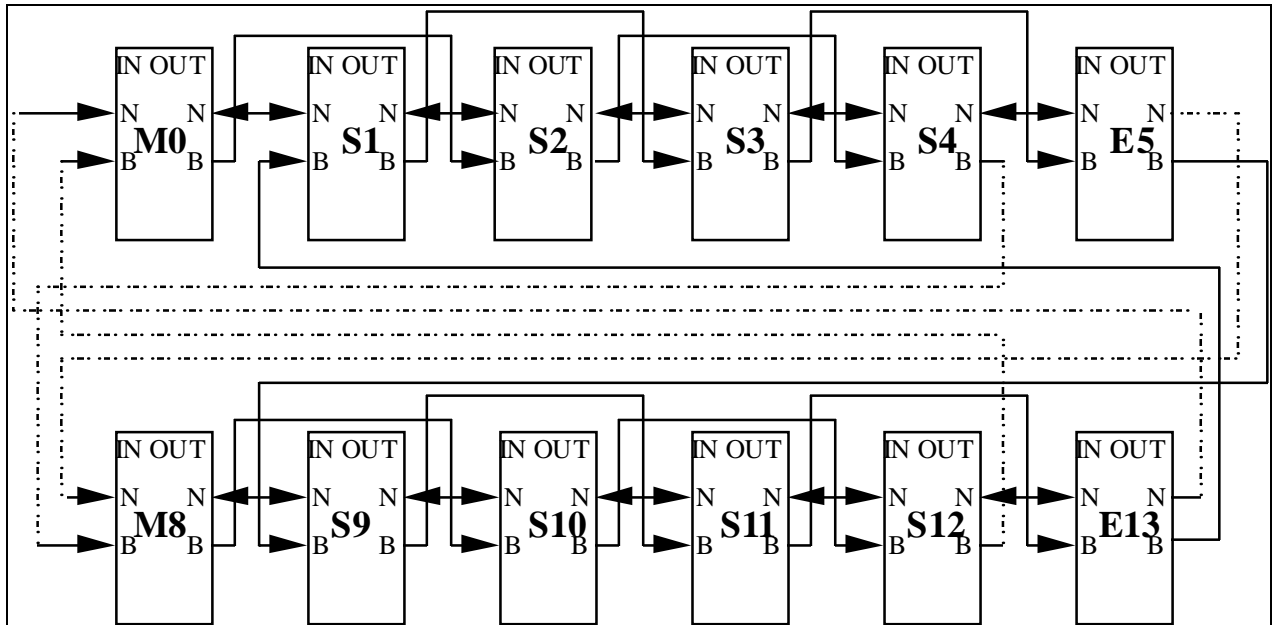 IN OUT IN OUT IN OUT IN OUT IN OUT IN OUT
N N N N N N N N N N N N
M0 S1 S2 S3 S4 E5
B B B B B B B B B B B B
IN OUT IN OUT IN OUT IN OUT IN OUT IN OUT
N N N N N N N N N N N N
M8 S9 S10 S11 S12 E13
B B B B B B B B B B B B